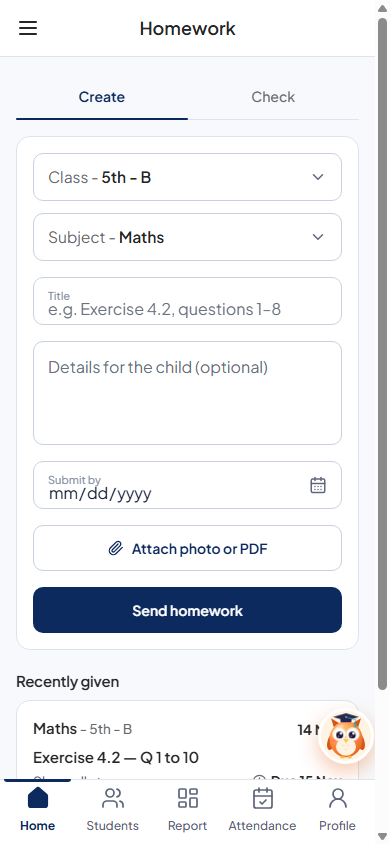 Homework
Create
Check
Class - 5th - B
Subject - Maths
Title
e.g. Exercise 4.2, questions 1–8
Details for the child (optional)
Submit by
mm/dd/yyyy
Attach photo or PDF
Send homework
Recently given
Maths - 5th - B
14
Exercise 4.2 — Q 1 to 10
Home
Students
Report
Attendance
Profile